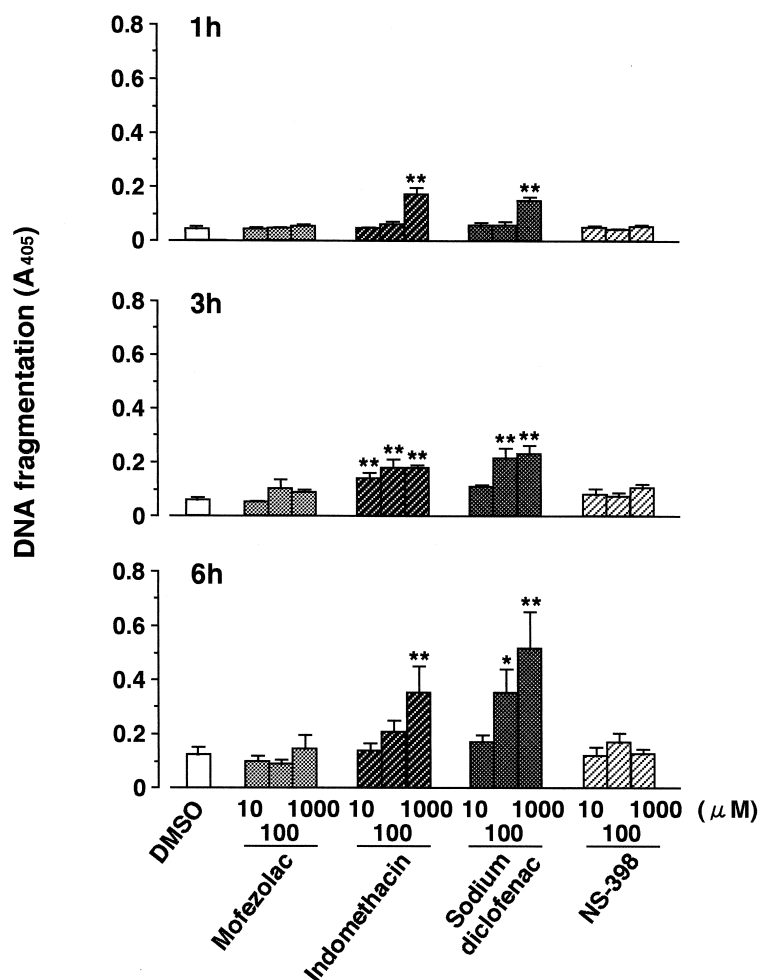 DNA fragmentation (A405)
1h
0.8
0.6
0.4
0.2
0
**
**
3h
0.8
0.6
0.4
0.2
0
**
**
**
**
**
6h
0.8
0.6
0.4
0.2
0
**
*
**
10 1000 10 1000 10 1000 10 1000 (μM)
100 100 100 100
DMSO
Mofezolac
Indomethacin
Sodium
diclofenac
NS-398